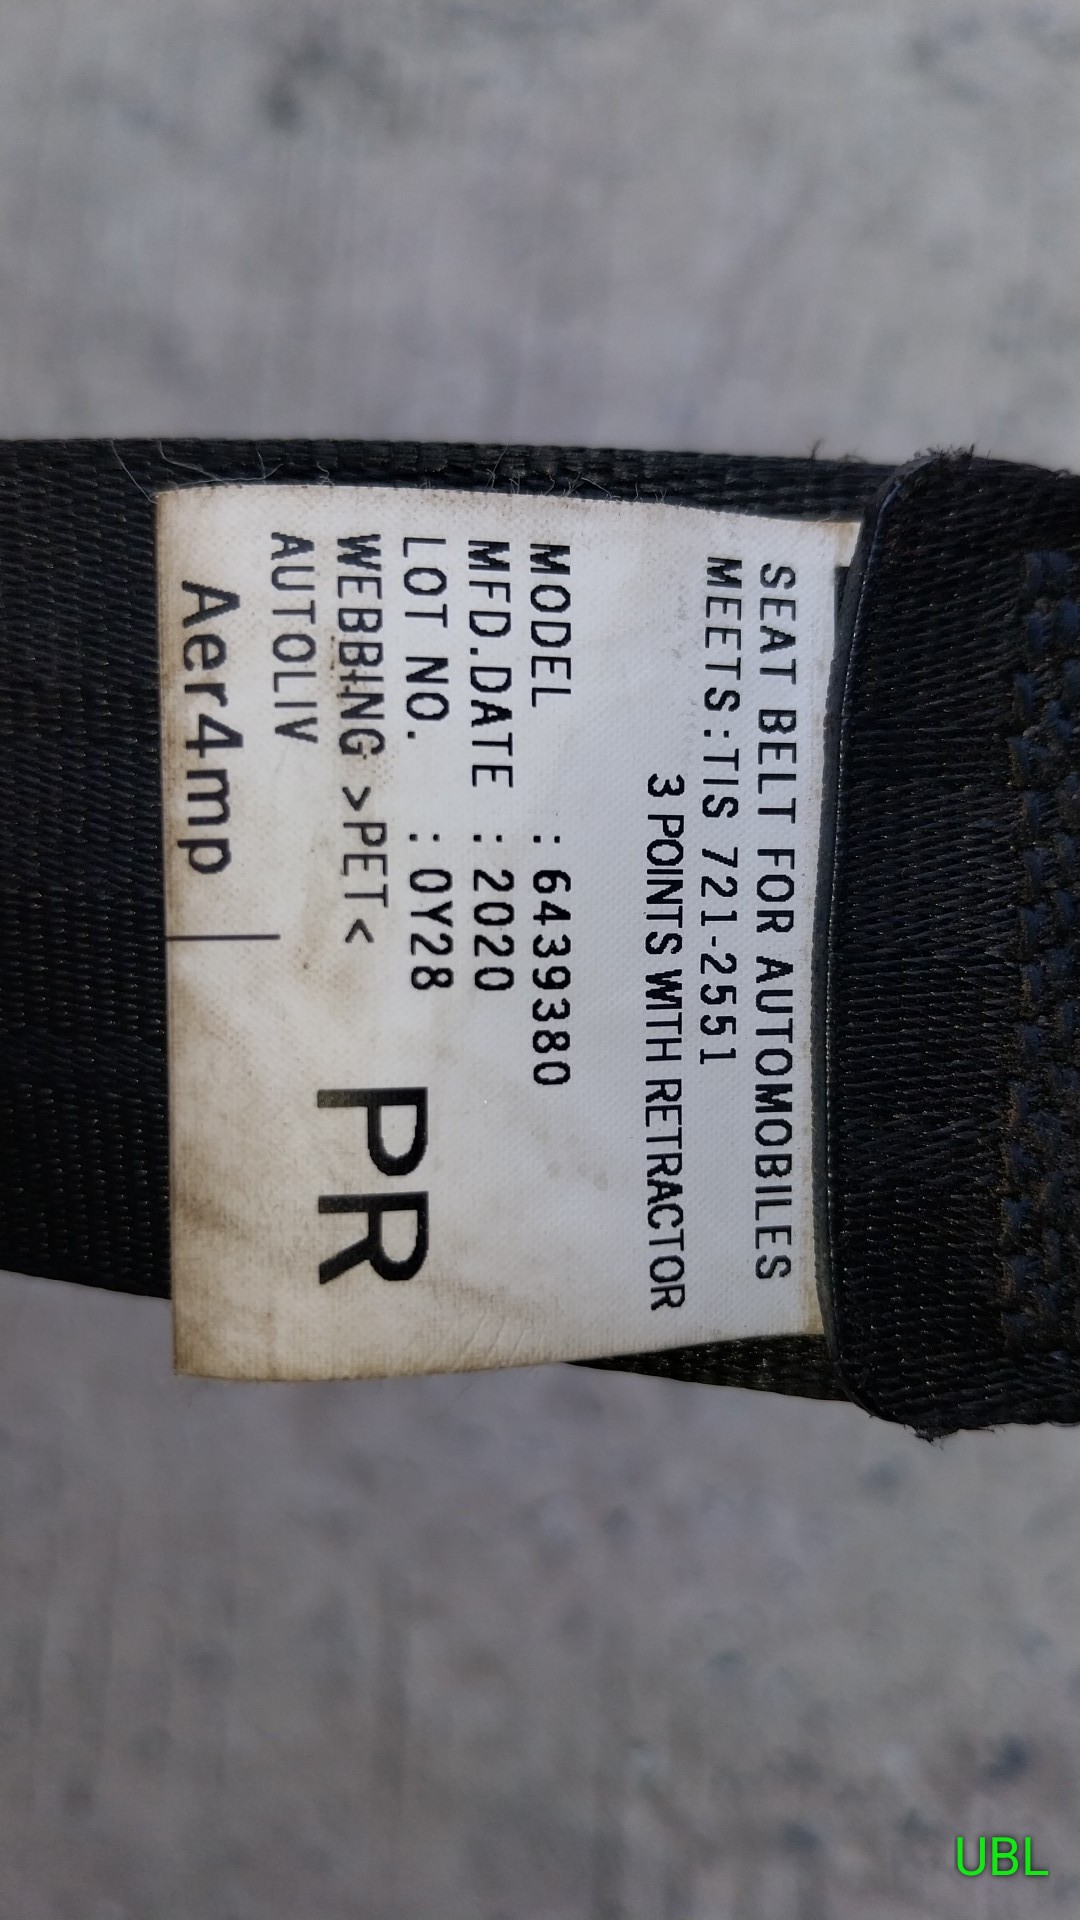 SEAT BELT FOR AUTOMOBILES
MEETS:TIS 721-2551
3 POINTS WITH RETRACTOR
MODEL : 6439380
MFD.DATE : 2020
LOT NO. : 0Y28
WEBBING >PET<
AUTOLIV
PR
Aer4mp
UBL